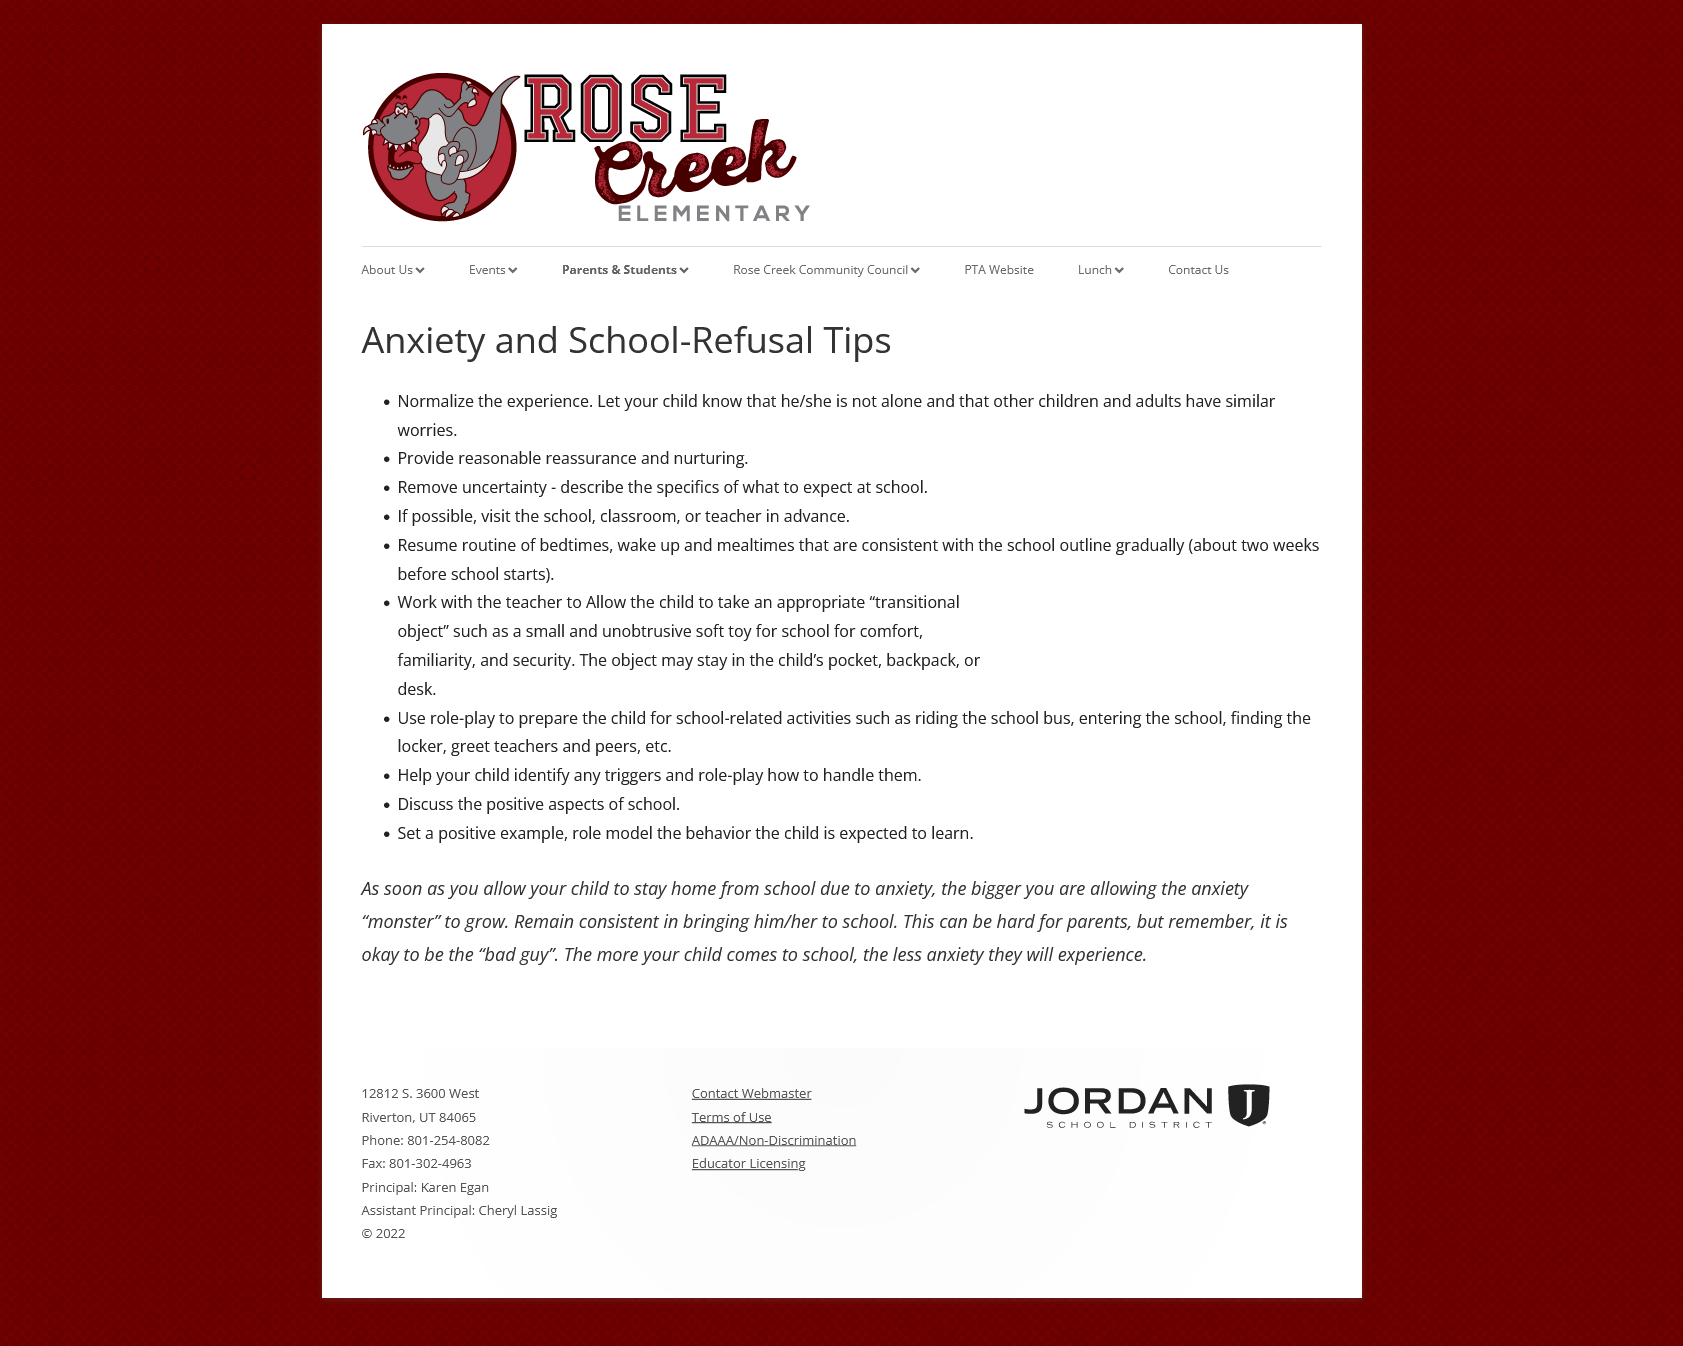 ROSE
Creek
ELEMENTARY
About Us Events Parents & Students Rose Creek Community Council PTA Website Lunch Contact Us
Anxiety and School-Refusal Tips
• Normalize the experience. Let your child know that he/she is not alone and that other children and adults have similar
worries.
• Provide reasonable reassurance and nurturing.
• Remove uncertainty - describe the specifics of what to expect at school.
• If possible, visit the school, classroom, or teacher in advance.
• Resume routine of bedtimes, wake up and mealtimes that are consistent with the school outline gradually (about two weeks
before school starts).
• Work with the teacher to Allow the child to take an appropriate “transitional
object” such as a small and unobtrusive soft toy for school for comfort,
familiarity, and security. The object may stay in the child’s pocket, backpack, or
desk.
• Use role-play to prepare the child for school-related activities such as riding the school bus, entering the school, finding the
locker, greet teachers and peers, etc.
• Help your child identify any triggers and role-play how to handle them.
• Discuss the positive aspects of school.
• Set a positive example, role model the behavior the child is expected to learn.
As soon as you allow your child to stay home from school due to anxiety, the bigger you are allowing the anxiety
“monster” to grow. Remain consistent in bringing him/her to school. This can be hard for parents, but remember, it is
okay to be the “bad guy”. The more your child comes to school, the less anxiety they will experience.
12812 S. 3600 West
Riverton, UT 84065
Phone: 801-254-8082
Fax: 801-302-4963
Principal: Karen Egan
Assistant Principal: Cheryl Lassig
© 2022
Contact Webmaster
Terms of Use
ADAAA/Non-Discrimination
Educator Licensing
JORDAN J
SCHOOL DISTRICT